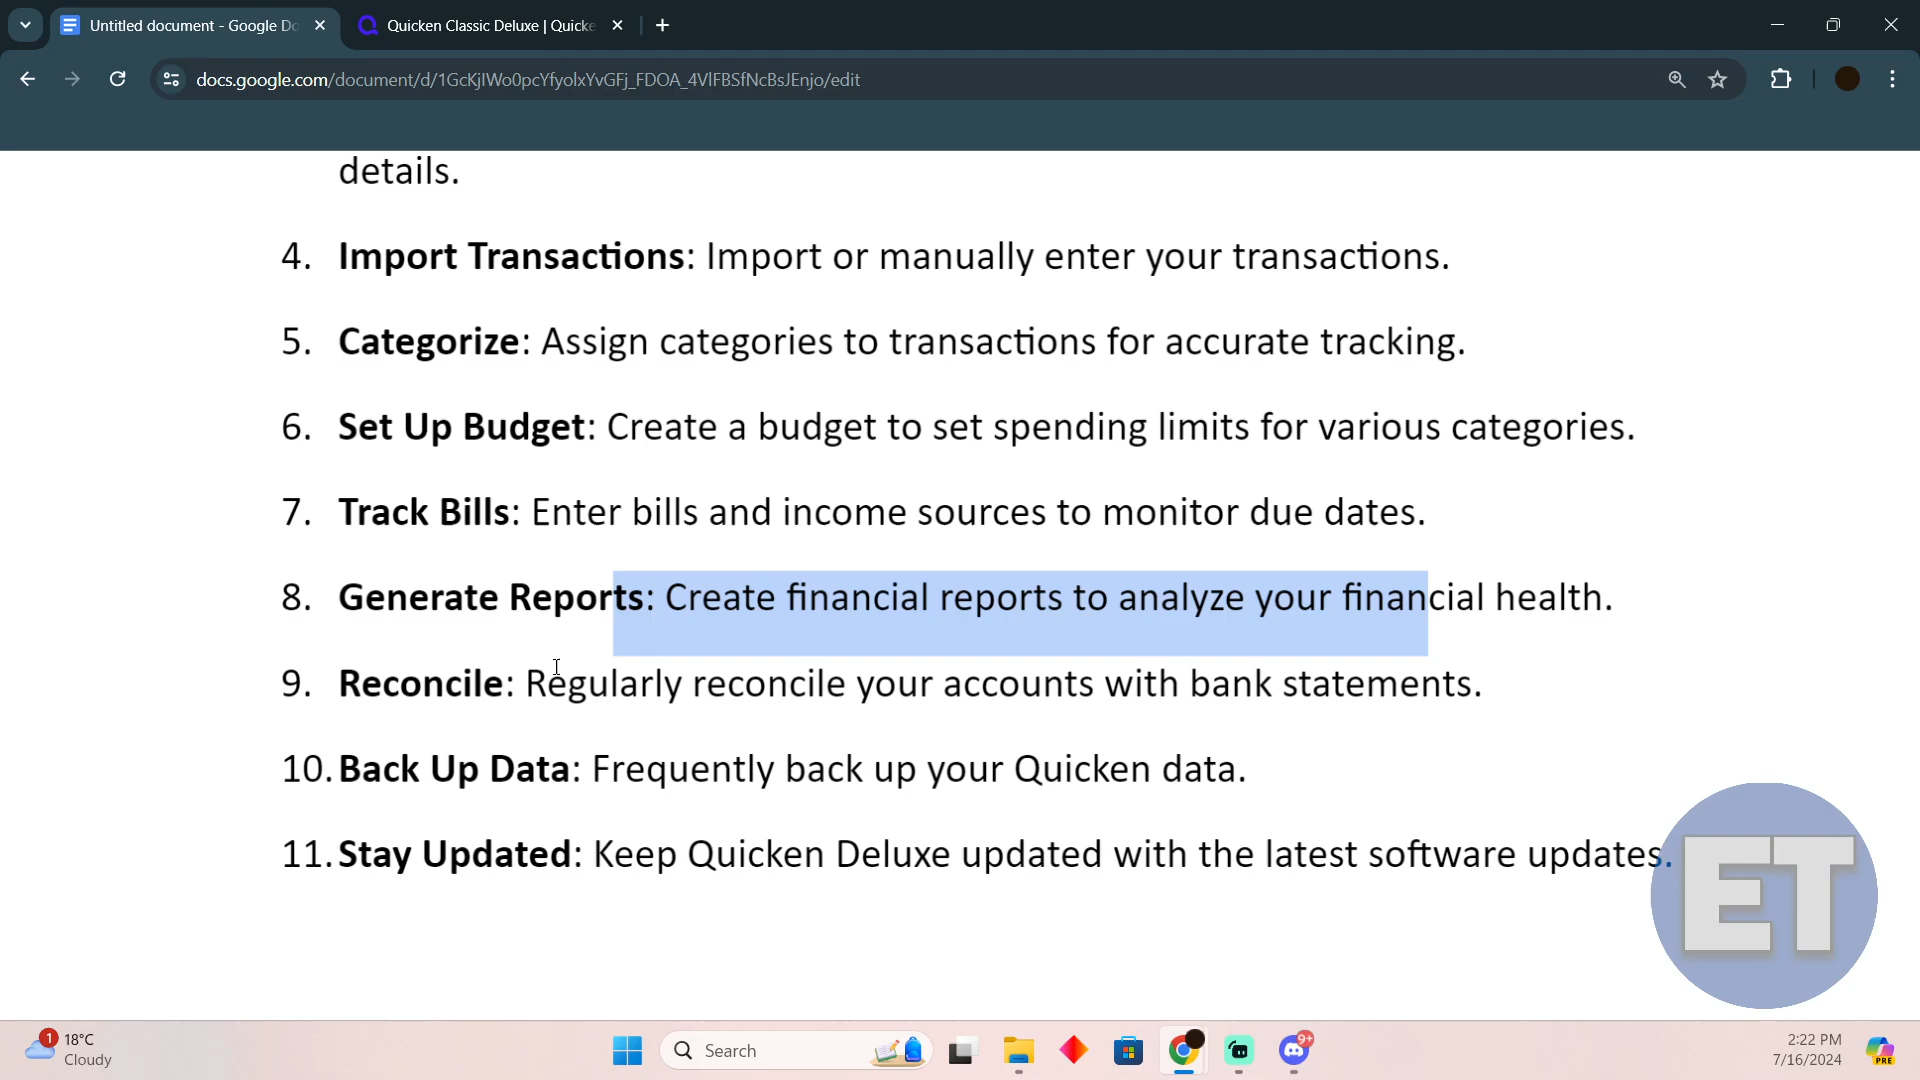 Untitled document - Google Do
Quicken Classic Deluxe | Quicke
docs.google.com/document/d/1GcKjIWo0pcYfyolxYvGFj_FDOA_4VlFBSfNcBsJEnjo/edit
details.
4. Import Transactions: Import or manually enter your transactions.
5. Categorize: Assign categories to transactions for accurate tracking.
6. Set Up Budget: Create a budget to set spending limits for various categories.
7. Track Bills: Enter bills and income sources to monitor due dates.
8. Generate Reports: Create financial reports to analyze your financial health.
9. Reconcile: Regularly reconcile your accounts with bank statements.
10. Back Up Data: Frequently back up your Quicken data.
11. Stay Updated: Keep Quicken Deluxe updated with the latest software updates.
ET
1
18°C
Cloudy
Search
9+
2:22 PM
7/16/2024
PRE